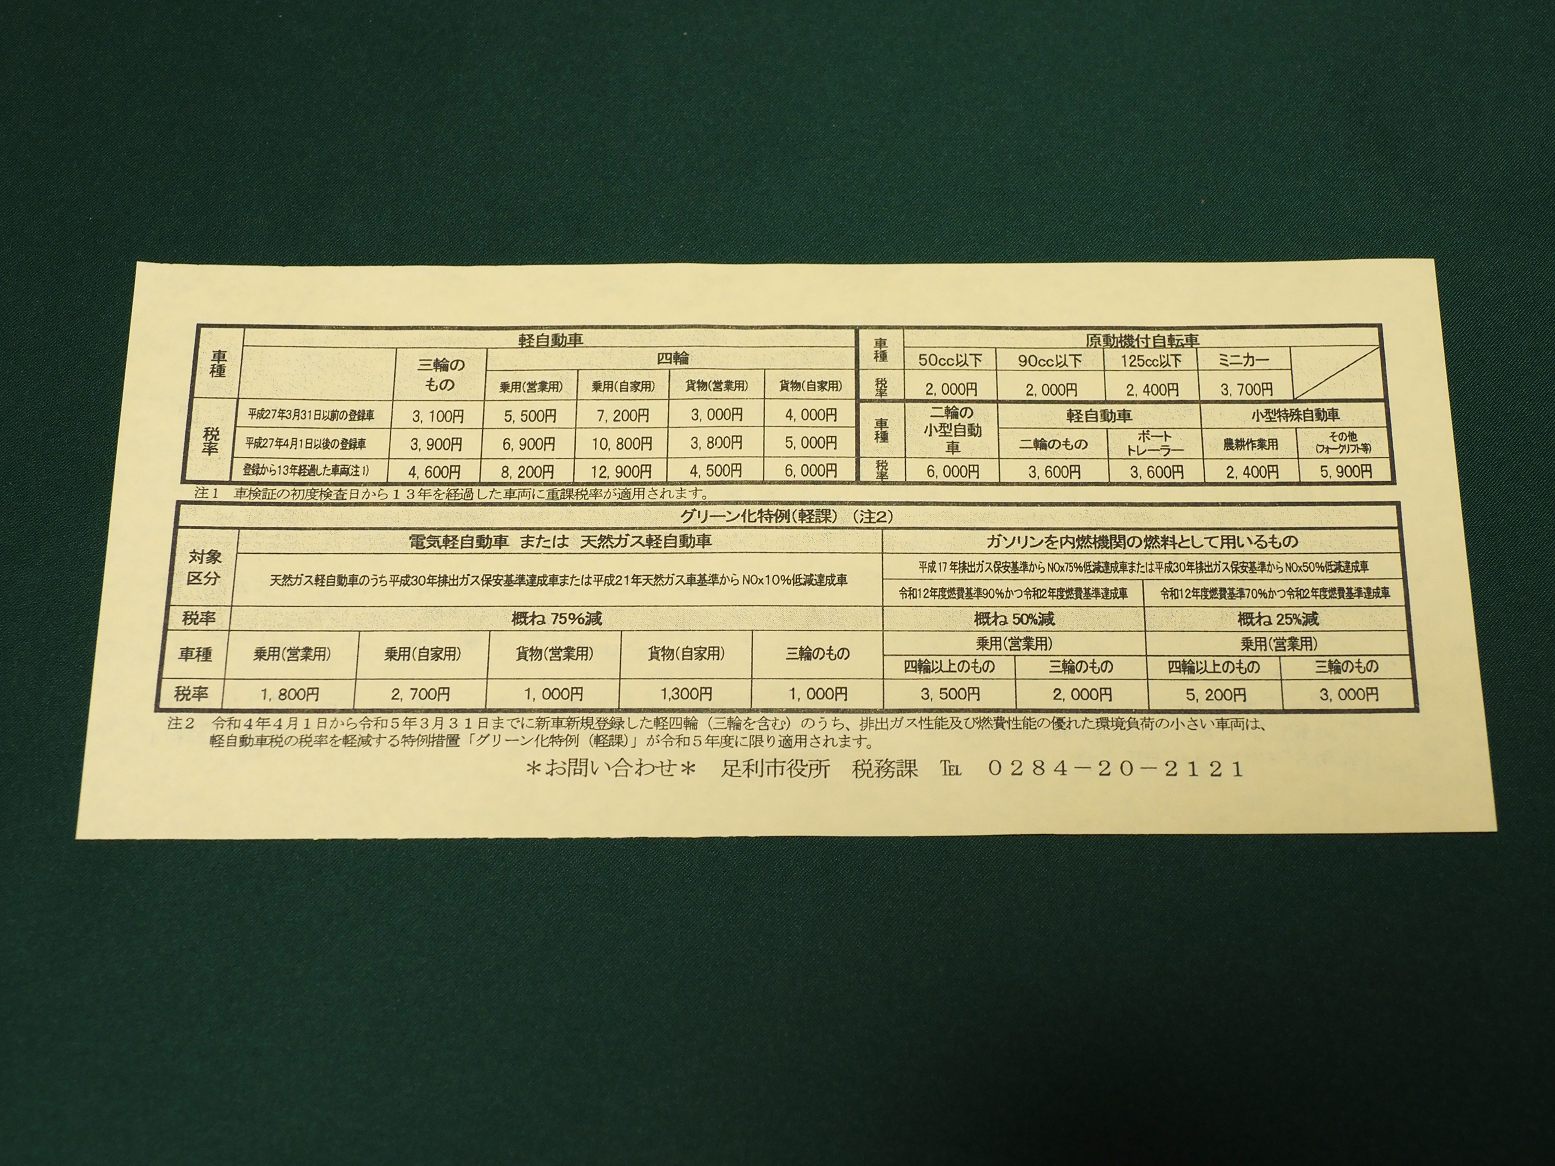 車種 軽自動車
三輪のもの 四輪
乗用(営業用) 乗用(自家用) 貨物(営業用) 貨物(自家用)
税率 平成27年3月31日以前の登録車 3,100円 5,500円 7,200円 3,000円 4,000円
平成27年4月1日以後の登録車 3,900円 6,900円 10,800円 3,800円 5,000円
登録から13年経過した車両(注1) 4,600円 8,200円 12,900円 4,500円 6,000円
車種 原動機付自転車
50cc以下 90cc以下 125cc以下 ミニカー
税率 2,000円 2,000円 2,400円 3,700円
車種 二輪の小型自動車 軽自動車 小型特殊自動車
二輪のもの ボートトレーラー 農耕作業用 その他(フォークリフト等)
税率 6,000円 3,600円 3,600円 2,400円 5,900円
注1 車検証の初度検査日から13年を経過した車両に重課税率が適用されます。
グリーン化特例(軽課) (注2)
対象区分 電気軽自動車 または 天然ガス軽自動車 ガソリンを内燃機関の燃料として用いるもの
天然ガス軽自動車のうち平成30年排出ガス保安基準達成車または平成21年天然ガス車基準からNOx10%低減達成車 平成17年排出ガス保安基準からNOx75%低減達成車または平成30年排出ガス保安基準からNOx50%低減達成車
令和12年度燃費基準90%かつ令和2年度燃費基準達成車 令和12年度燃費基準70%かつ令和2年度燃費基準達成車
税率 概ね75%減 概ね50%減 概ね25%減
車種 乗用(営業用) 乗用(自家用) 貨物(営業用) 貨物(自家用) 三輪のもの 乗用(営業用) 乗用(営業用)
四輪以上のもの 三輪のもの 四輪以上のもの 三輪のもの
税率 1,800円 2,700円 1,000円 1,300円 1,000円 3,500円 2,000円 5,200円 3,000円
注2 令和4年4月1日から令和5年3月31日までに新車新規登録した軽四輪(三輪を含む)のうち、排出ガス性能及び燃費性能の優れた環境負荷の小さい車両は、
軽自動車税の税率を軽減する特例措置「グリーン化特例(軽課)」が令和5年度に限り適用されます。
*お問い合わせ* 足利市役所 税務課 ℡ 0284-20-2121